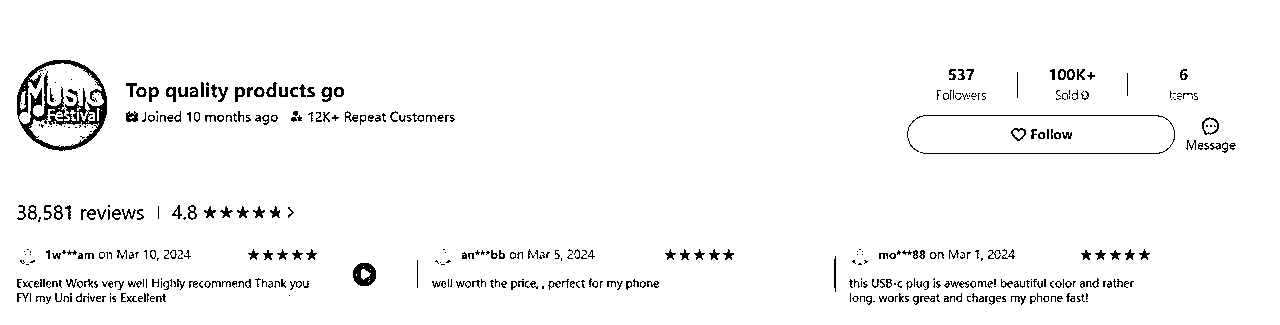 MUSIC
Festival
Top quality products go
Joined 10 months ago 12K+ Repeat Customers
537
Followers
100K+
Sold
6
Items
Follow
Message
38,581 reviews | 4.8 ★★★★★ >
1w***am on Mar 10, 2024 ★★★★★
Excellent Works very well Highly recommend Thank you
FYI my Uni driver is Excellent
an***bb on Mar 5, 2024 ★★★★★
well worth the price, , perfect for my phone
mo***88 on Mar 1, 2024 ★★★★★
this USB-c plug is awesome! beautiful color and rather
long. works great and charges my phone fast!